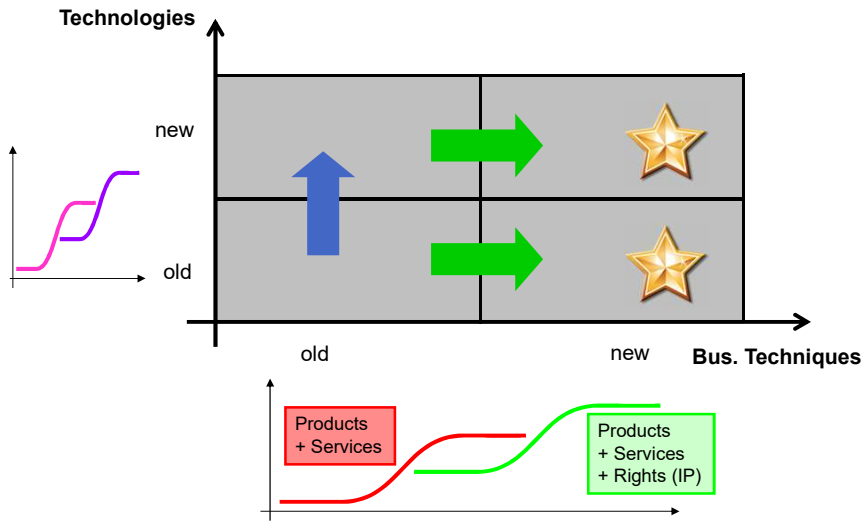 Technologies
new
old
old
new
Bus. Techniques
Products
+ Services
Products
+ Services
+ Rights (IP)